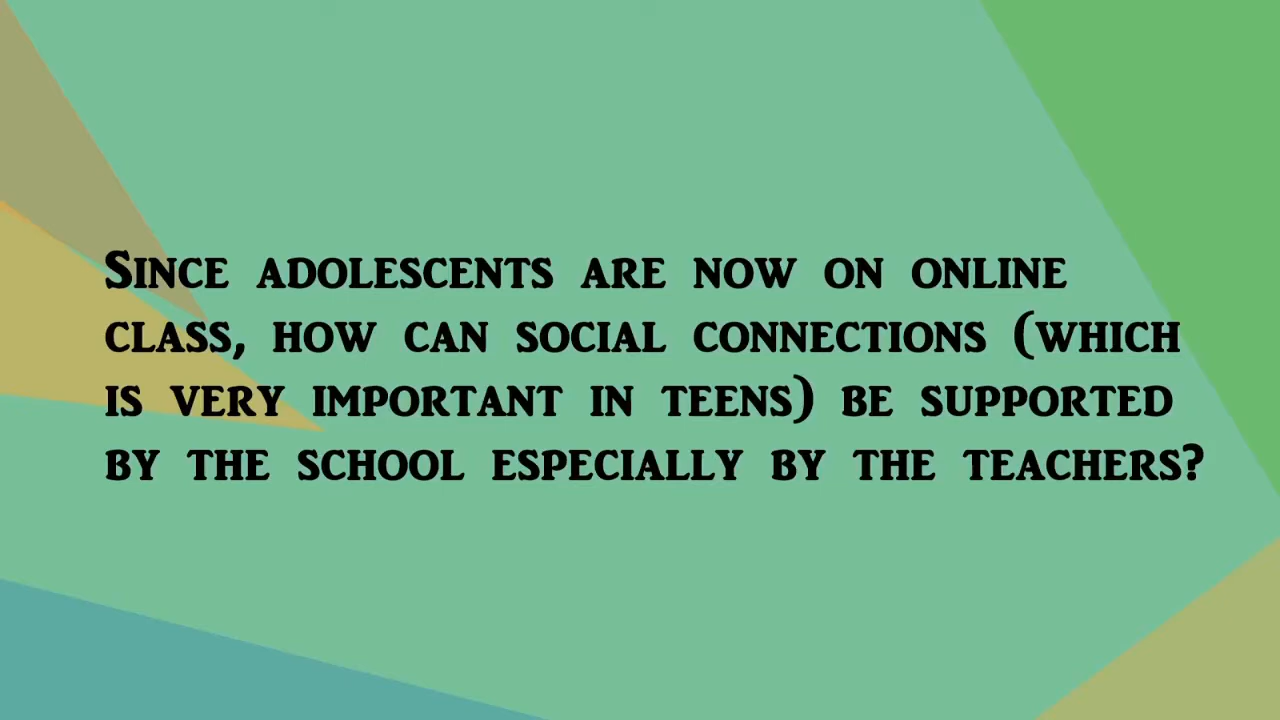 Since adolescents are now on online
class, how can social connections (which
is very important in teens) be supported
by the school especially by the teachers?